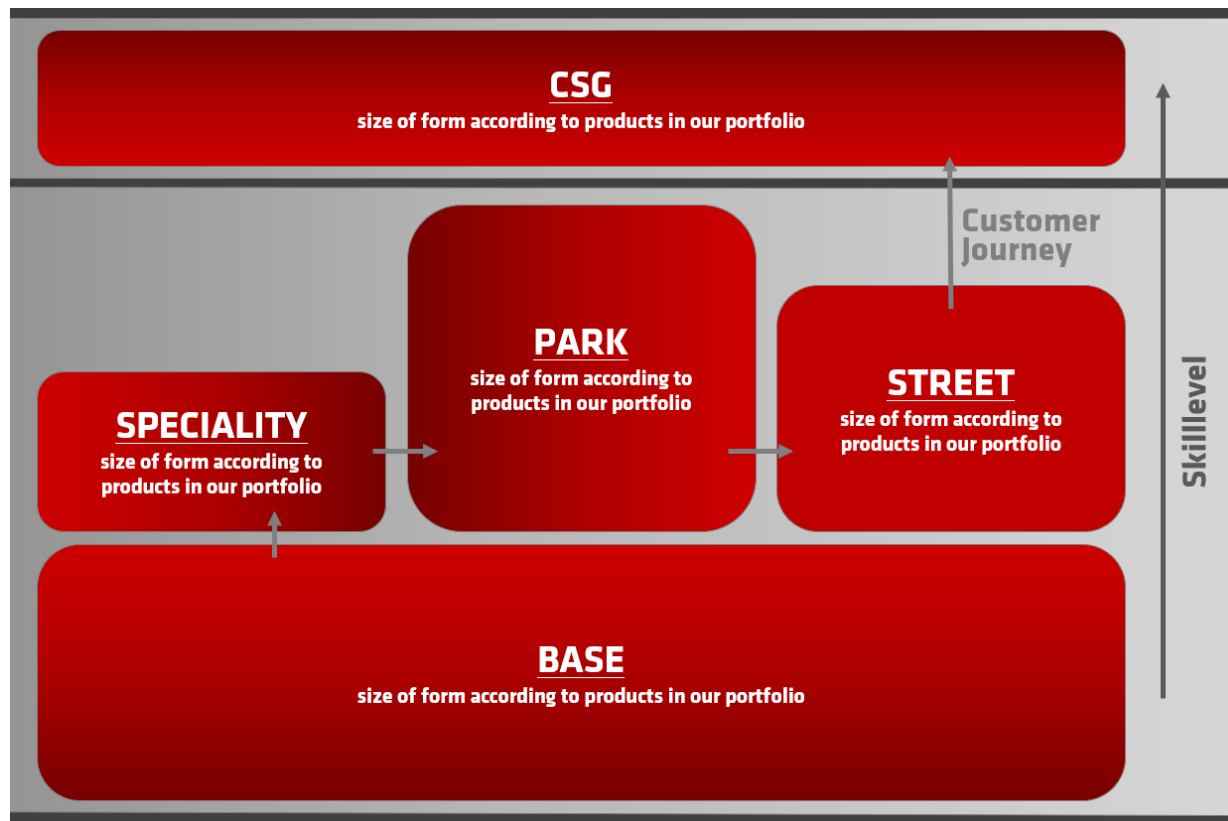 CSG
size of form according to products in our portfolio
Customer
Journey
PARK
size of form according to
products in our portfolio
STREET
size of form according to
products in our portfolio
SPECIALITY
size of form according to
products in our portfolio
Skilllevel
BASE
size of form according to products in our portfolio